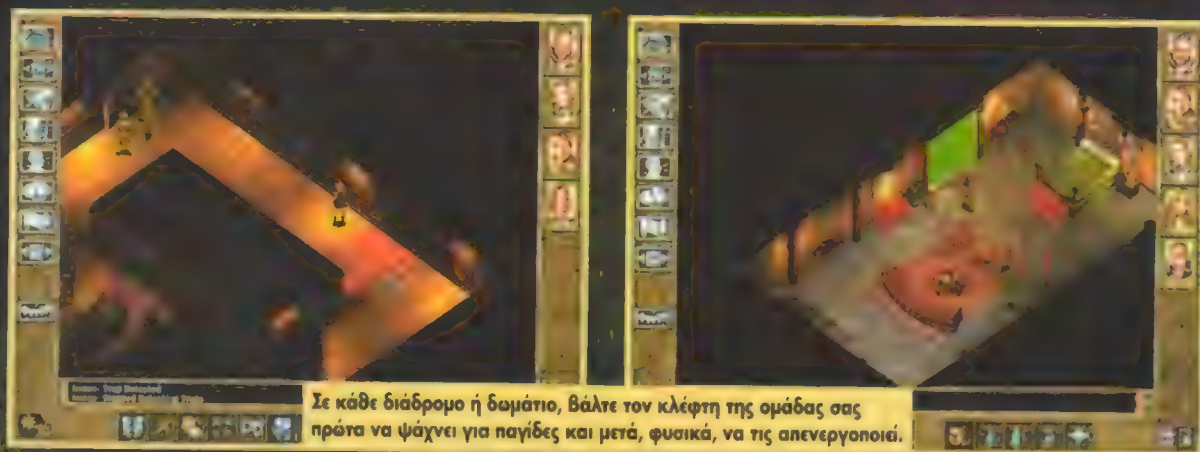 Σε κάθε διάδρομο ή δωμάτιο, βάλτε τον κλέφτη της ομάδας σας
πρώτα να ψάχνει για παγίδες και μετά, φυσικά, να τις απενεργοποιεί.